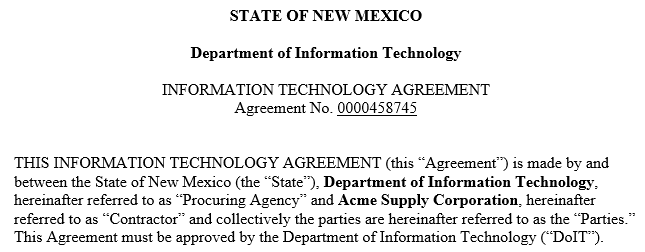 STATE OF NEW MEXICO
Department of Information Technology
INFORMATION TECHNOLOGY AGREEMENT
Agreement No. 0000458745
THIS INFORMATION TECHNOLOGY AGREEMENT (this “Agreement”) is made by and
between the State of New Mexico (the “State”), Department of Information Technology,
hereinafter referred to as “Procuring Agency” and Acme Supply Corporation, hereinafter
referred to as “Contractor” and collectively the parties are hereinafter referred to as the “Parties.”
This Agreement must be approved by the Department of Information Technology (“DoIT”).